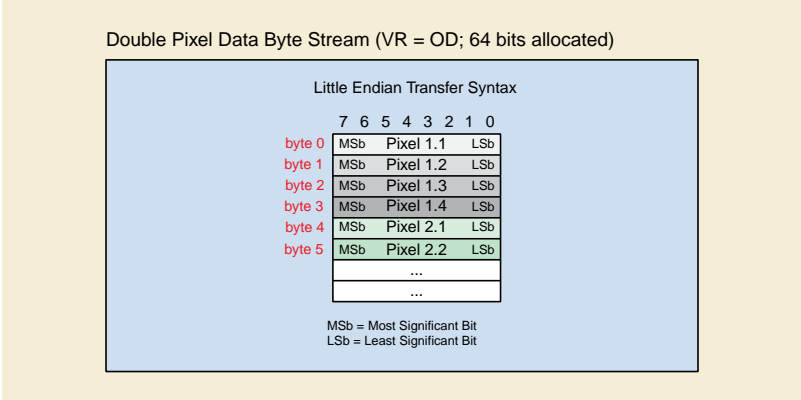 Double Pixel Data Byte Stream (VR = OD; 64 bits allocated)
Little Endian Transfer Syntax
7 6 5 4 3 2 1 0
byte 0 MSb Pixel 1.1 LSb
byte 1 MSb Pixel 1.2 LSb
byte 2 MSb Pixel 1.3 LSb
byte 3 MSb Pixel 1.4 LSb
byte 4 MSb Pixel 2.1 LSb
byte 5 MSb Pixel 2.2 LSb
...
...
MSb = Most Significant Bit
LSb = Least Significant Bit